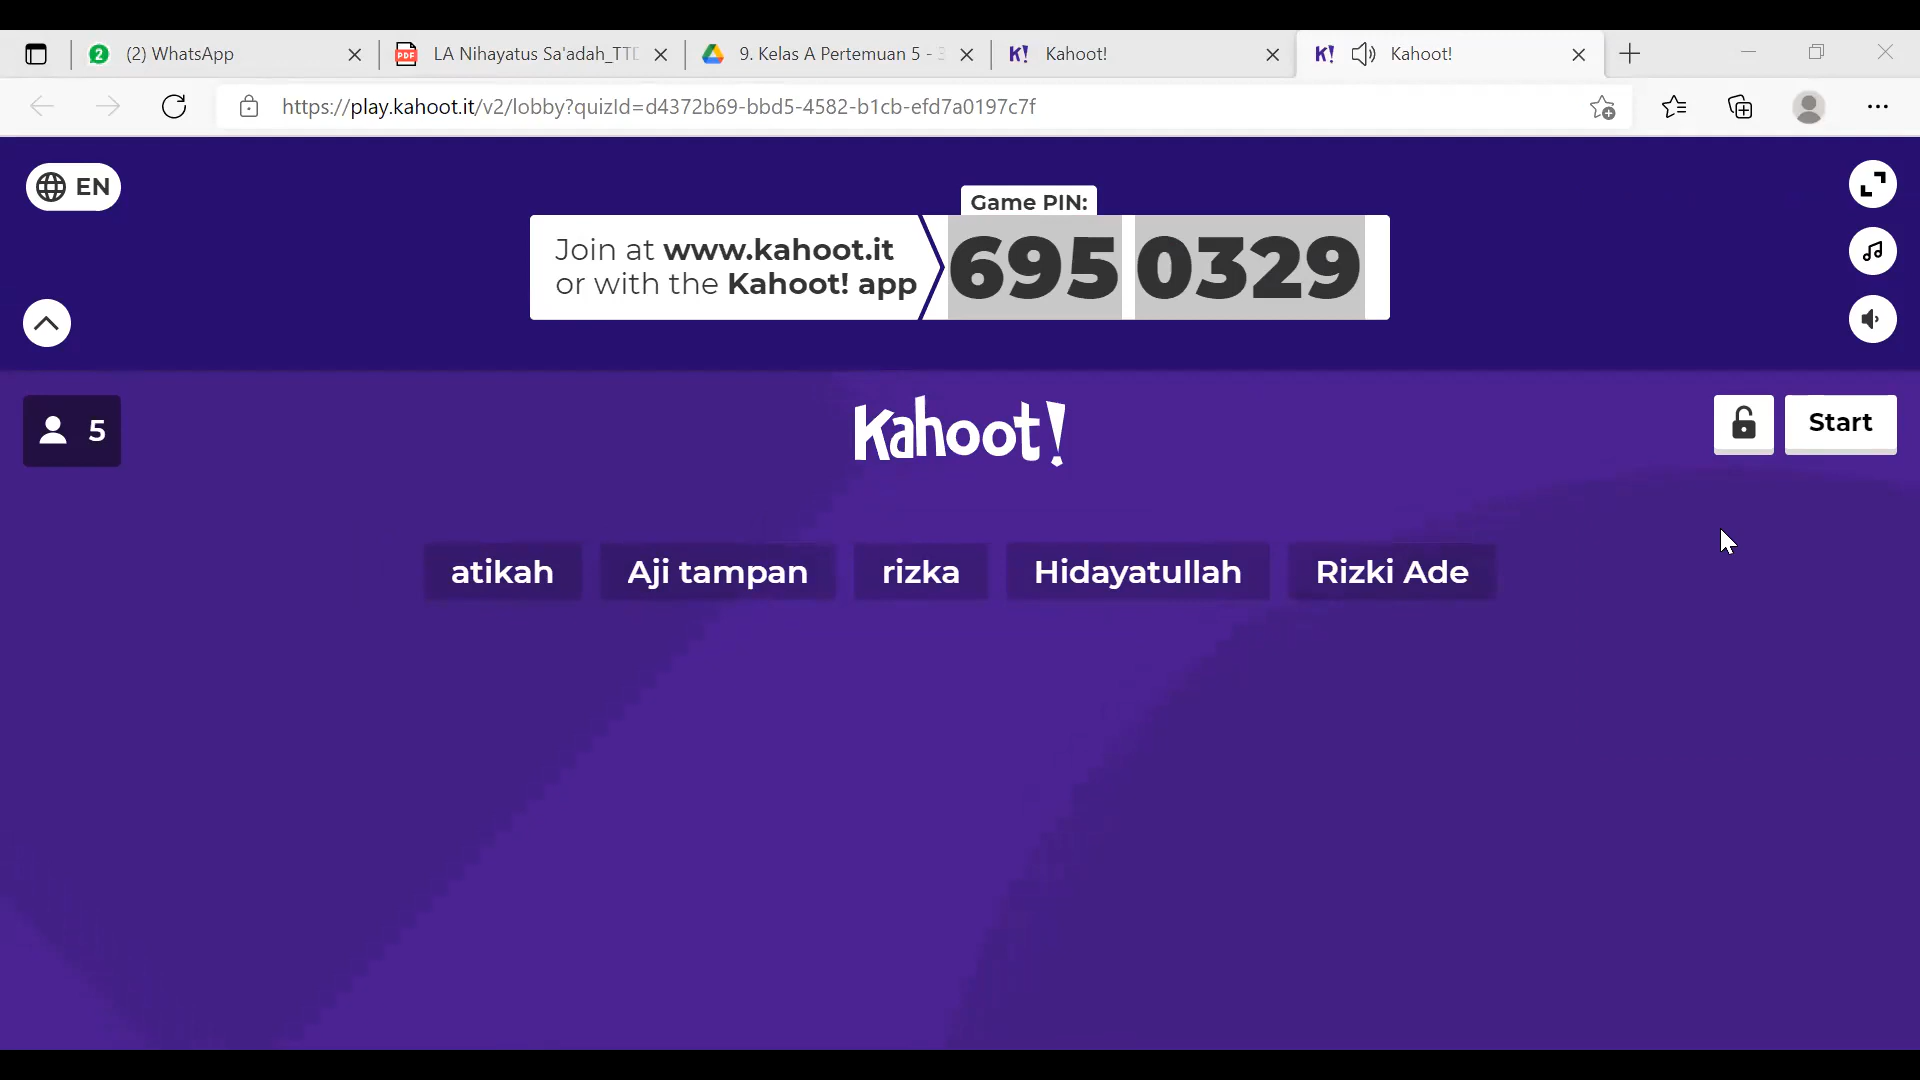 (2) WhatsApp
LA Nihayatus Sa'adah_TTD
9. Kelas A Pertemuan 5 - 3
Kahoot!
Kahoot!
https://play.kahoot.it/v2/lobby?quizId=d4372b69-bbd5-4582-b1cb-efd7a0197c7f
EN
Game PIN:
Join at www.kahoot.it
or with the Kahoot! app
695 0329
5
Kahoot!
Start
atikah
Aji tampan
rizka
Hidayatullah
Rizki Ade